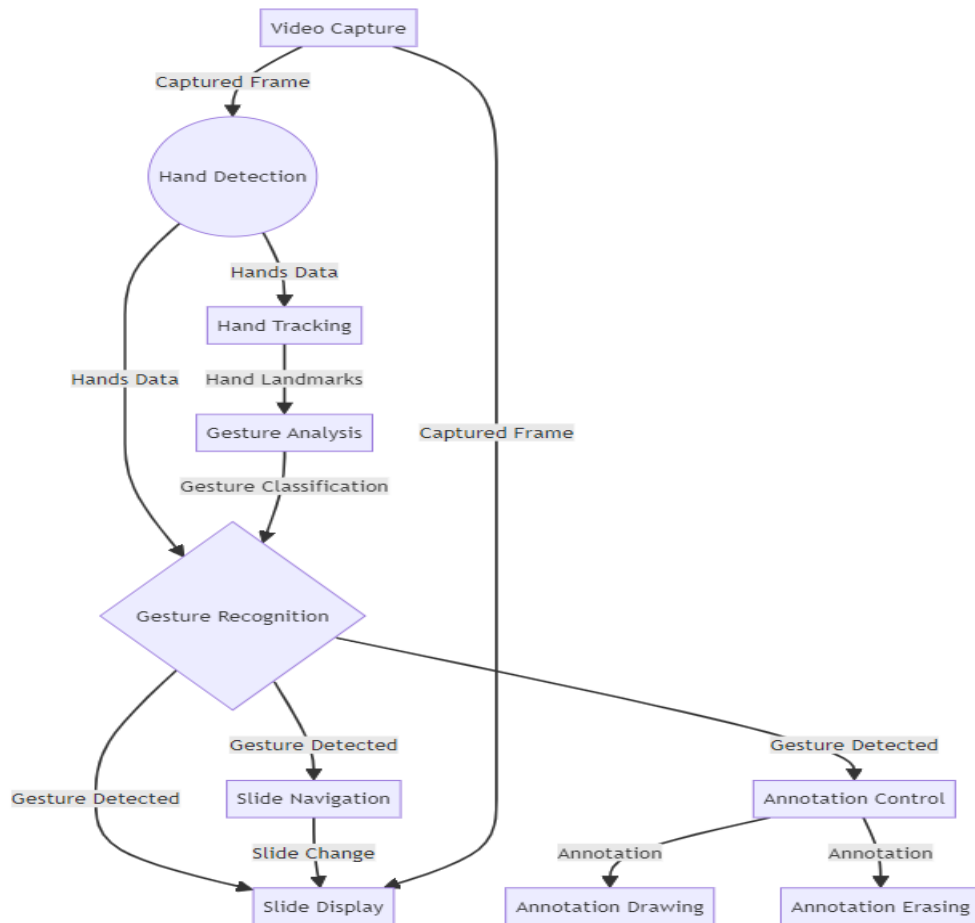 Video Capture
Captured Frame
Hand Detection
Hands Data
Hand Tracking
Hands Data
Hand Landmarks
Gesture Analysis
Captured Frame
Gesture Classification
Gesture Recognition
Gesture Detected
Gesture Detected
Gesture Detected
Slide Navigation
Annotation Control
Slide Change
Annotation
Annotation
Slide Display
Annotation Drawing
Annotation Erasing